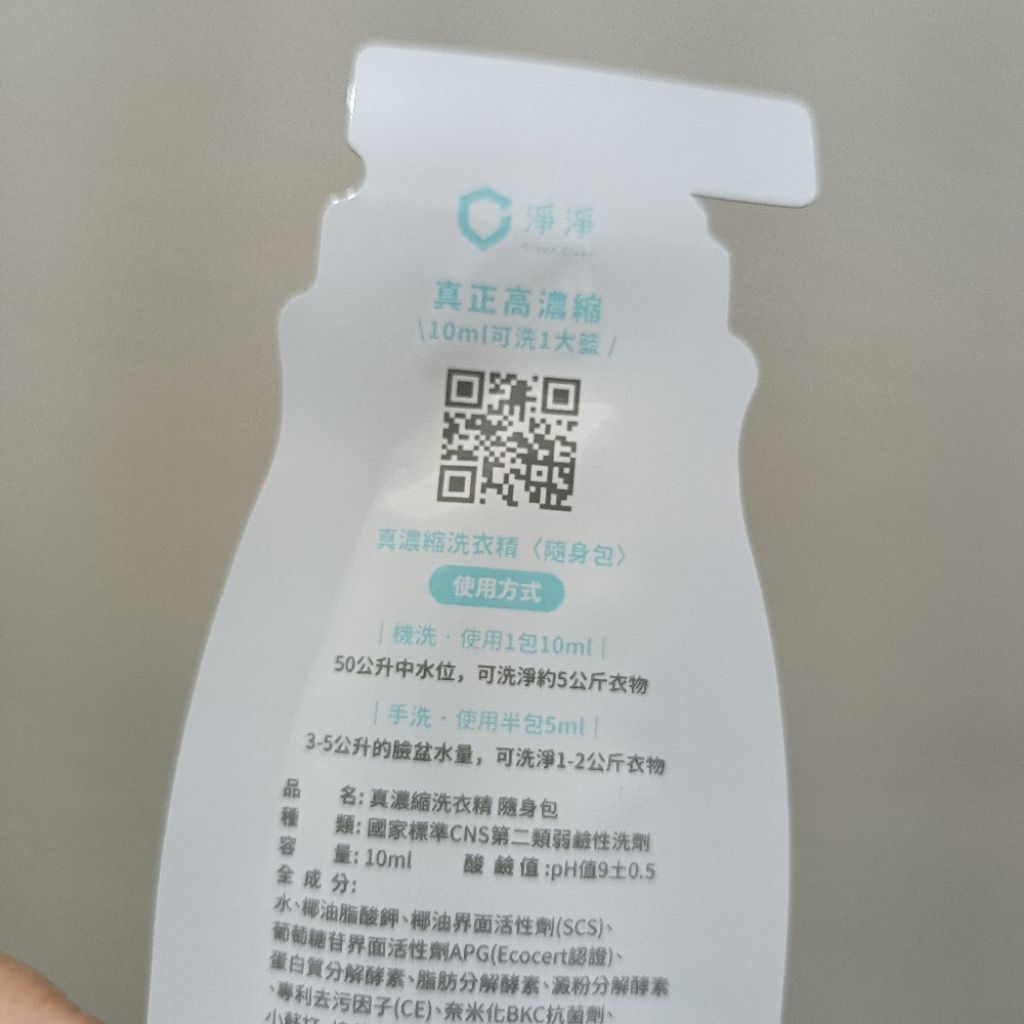 淨淨
Clean Clean
真正高濃縮
\10ml可洗1大籃/
真濃縮洗衣精〈隨身包〉
使用方式
|機洗·使用1包10ml|
50公升中水位，可洗淨約5公斤衣物
|手洗·使用半包5ml|
3-5公升的臉盆水量，可洗淨1-2公斤衣物
品名:真濃縮洗衣精 隨身包
種類:國家標準CNS第二類弱鹼性洗劑
容量:10ml 酸鹼值:pH值9±0.5
全成分:
水、椰油脂酸鉀、椰油界面活性劑(SCS)、
葡萄糖苷界面活性劑APG(Ecocert認證)、
蛋白質分解酵素、脂肪分解酵素、澱粉分解酵素
、專利去污因子(CE)、奈米化BKC抗菌劑、
小蘇打、